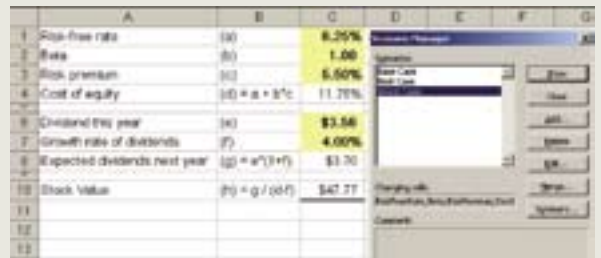 A B C D E F G
1 Risk-free rate (a) 6.25%
2 Beta (b) 1.00
3 Risk premium (c) 5.50%
4 Cost of equity (d) = a + b*c 11.75%
6 Dividend this year (e) $3.56
7 Growth rate of dividends (f) 4.00%
8 Expected dividends next year (g) = e*(1+f) $3.70
10 Stock Value (h) = g / (d-f) $47.77
11
12
13
Scenario Manager
Scenarios:
Base Case
Best Case
Show
Close
Add...
Delete
Edit...
Merge...
Summary...
Changing cells:
Comment: